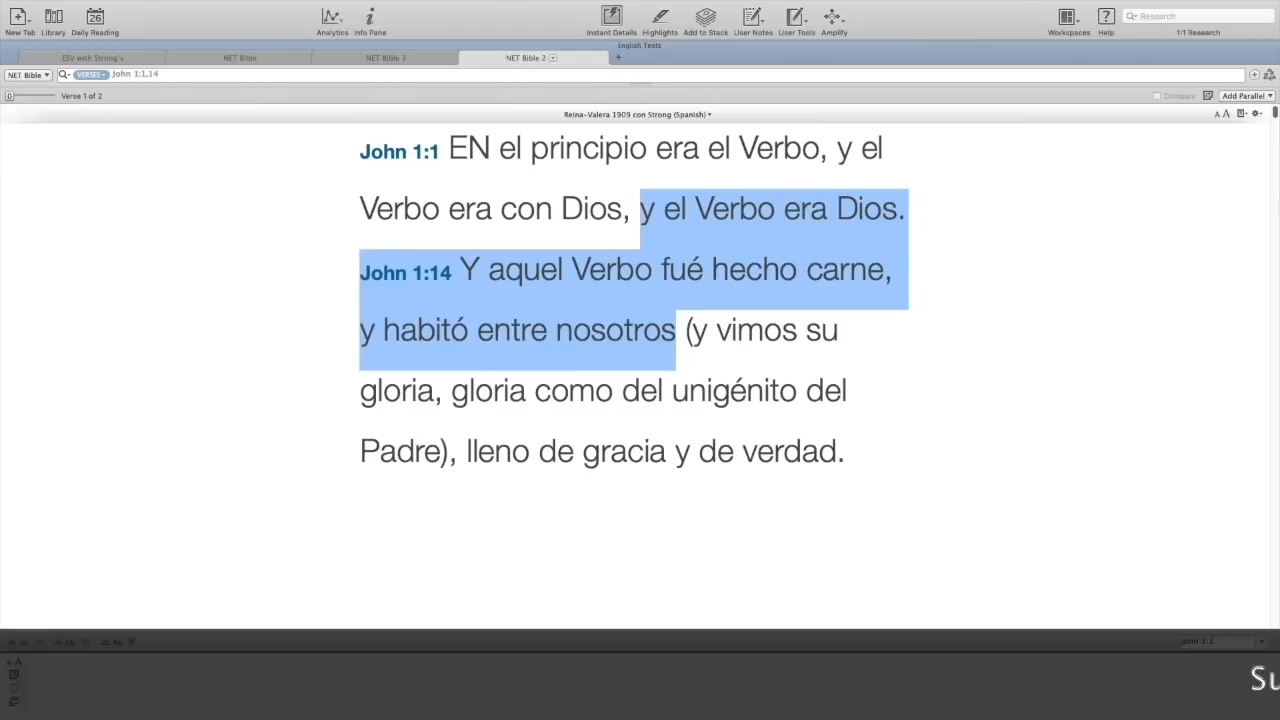 New Tab Library Daily Reading Analytics Info Pane Instant Details Highlights Add to Stack User Notes User Tools Amplify Workspaces Help Research 1:1 Research
26
English Texts
ESV with Strong's NET Bible NET Bible 3 NET Bible 2 +
NET Bible VERSES John 1:1,14
0 Verse 1 of 2 Compare Add Parallel
Reina-Valera 1909 con Strong (Spanish) A A
John 1:1 EN el principio era el Verbo, y el
Verbo era con Dios, y el Verbo era Dios.
John 1:14 Y aquel Verbo fué hecho carne,
y habitó entre nosotros (y vimos su
gloria, gloria como del unigénito del
Padre), lleno de gracia y de verdad.
john 1:1
A A
Su